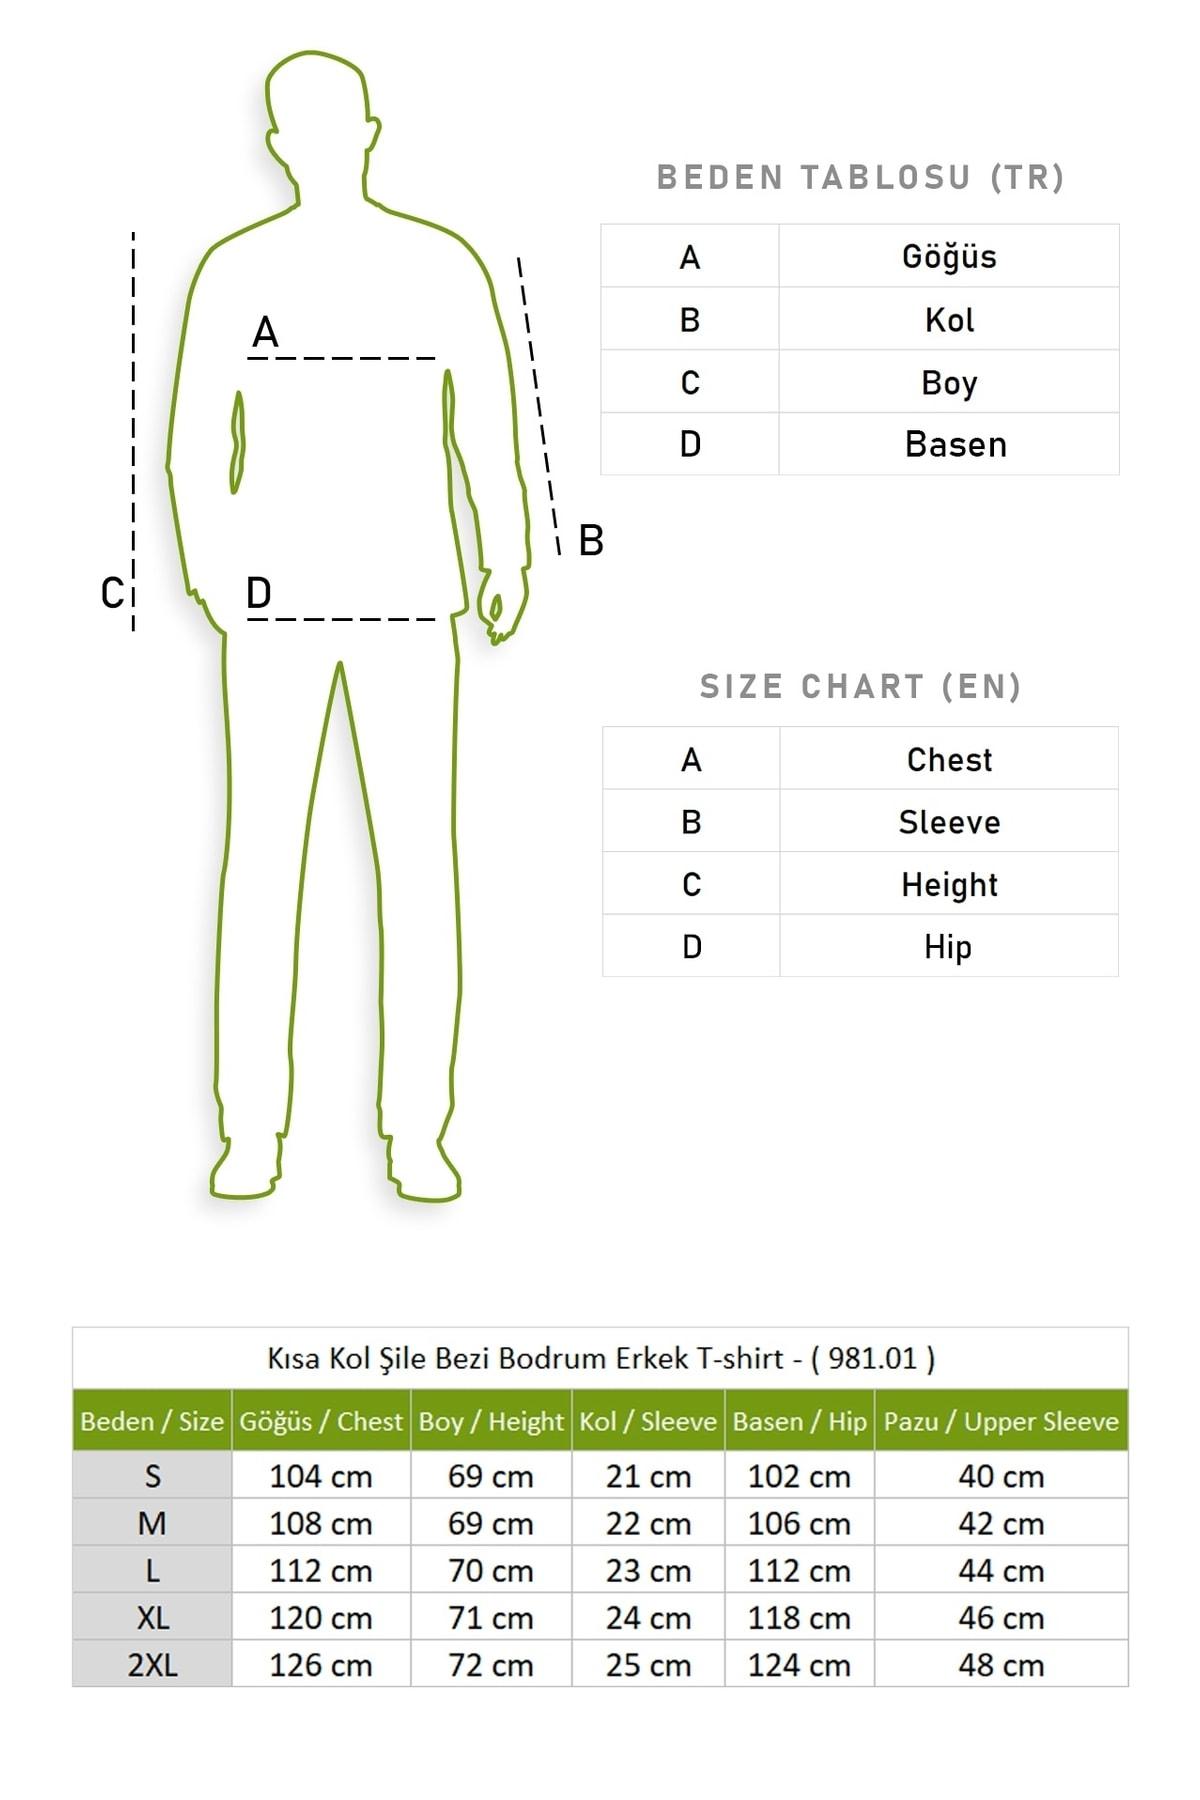 BEDEN TABLOSU (TR)
A Göğüs
B Kol
C Boy
D Basen
A
B
C
D
SIZE CHART (EN)
A Chest
B Sleeve
C Height
D Hip
Kısa Kol Şile Bezi Bodrum Erkek T-shirt - ( 981.01 )
Beden / Size Göğüs / Chest Boy / Height Kol / Sleeve Basen / Hip Pazu / Upper Sleeve
S 104 cm 69 cm 21 cm 102 cm 40 cm
M 108 cm 69 cm 22 cm 106 cm 42 cm
L 112 cm 70 cm 23 cm 112 cm 44 cm
XL 120 cm 71 cm 24 cm 118 cm 46 cm
2XL 126 cm 72 cm 25 cm 124 cm 48 cm